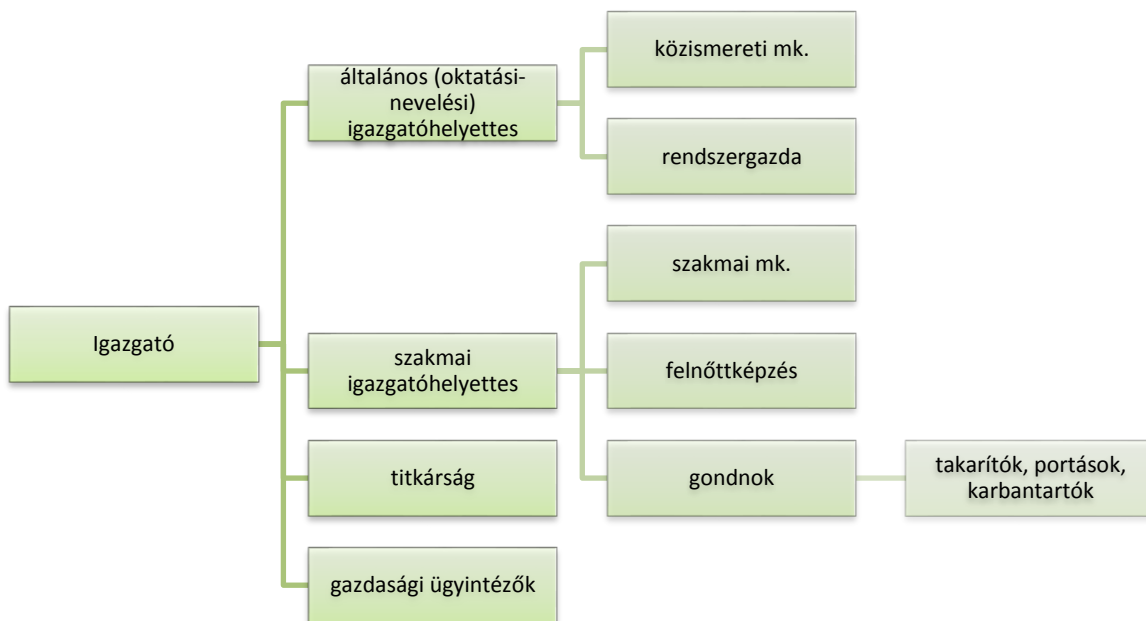 Igazgató
általános (oktatási-
nevelési)
igazgatóhelyettes
közismereti mk.
rendszergazda
szakmai
igazgatóhelyettes
szakmai mk.
felnőttképzés
gondnok
takarítók, portások,
karbantartók
titkárság
gazdasági ügyintézők